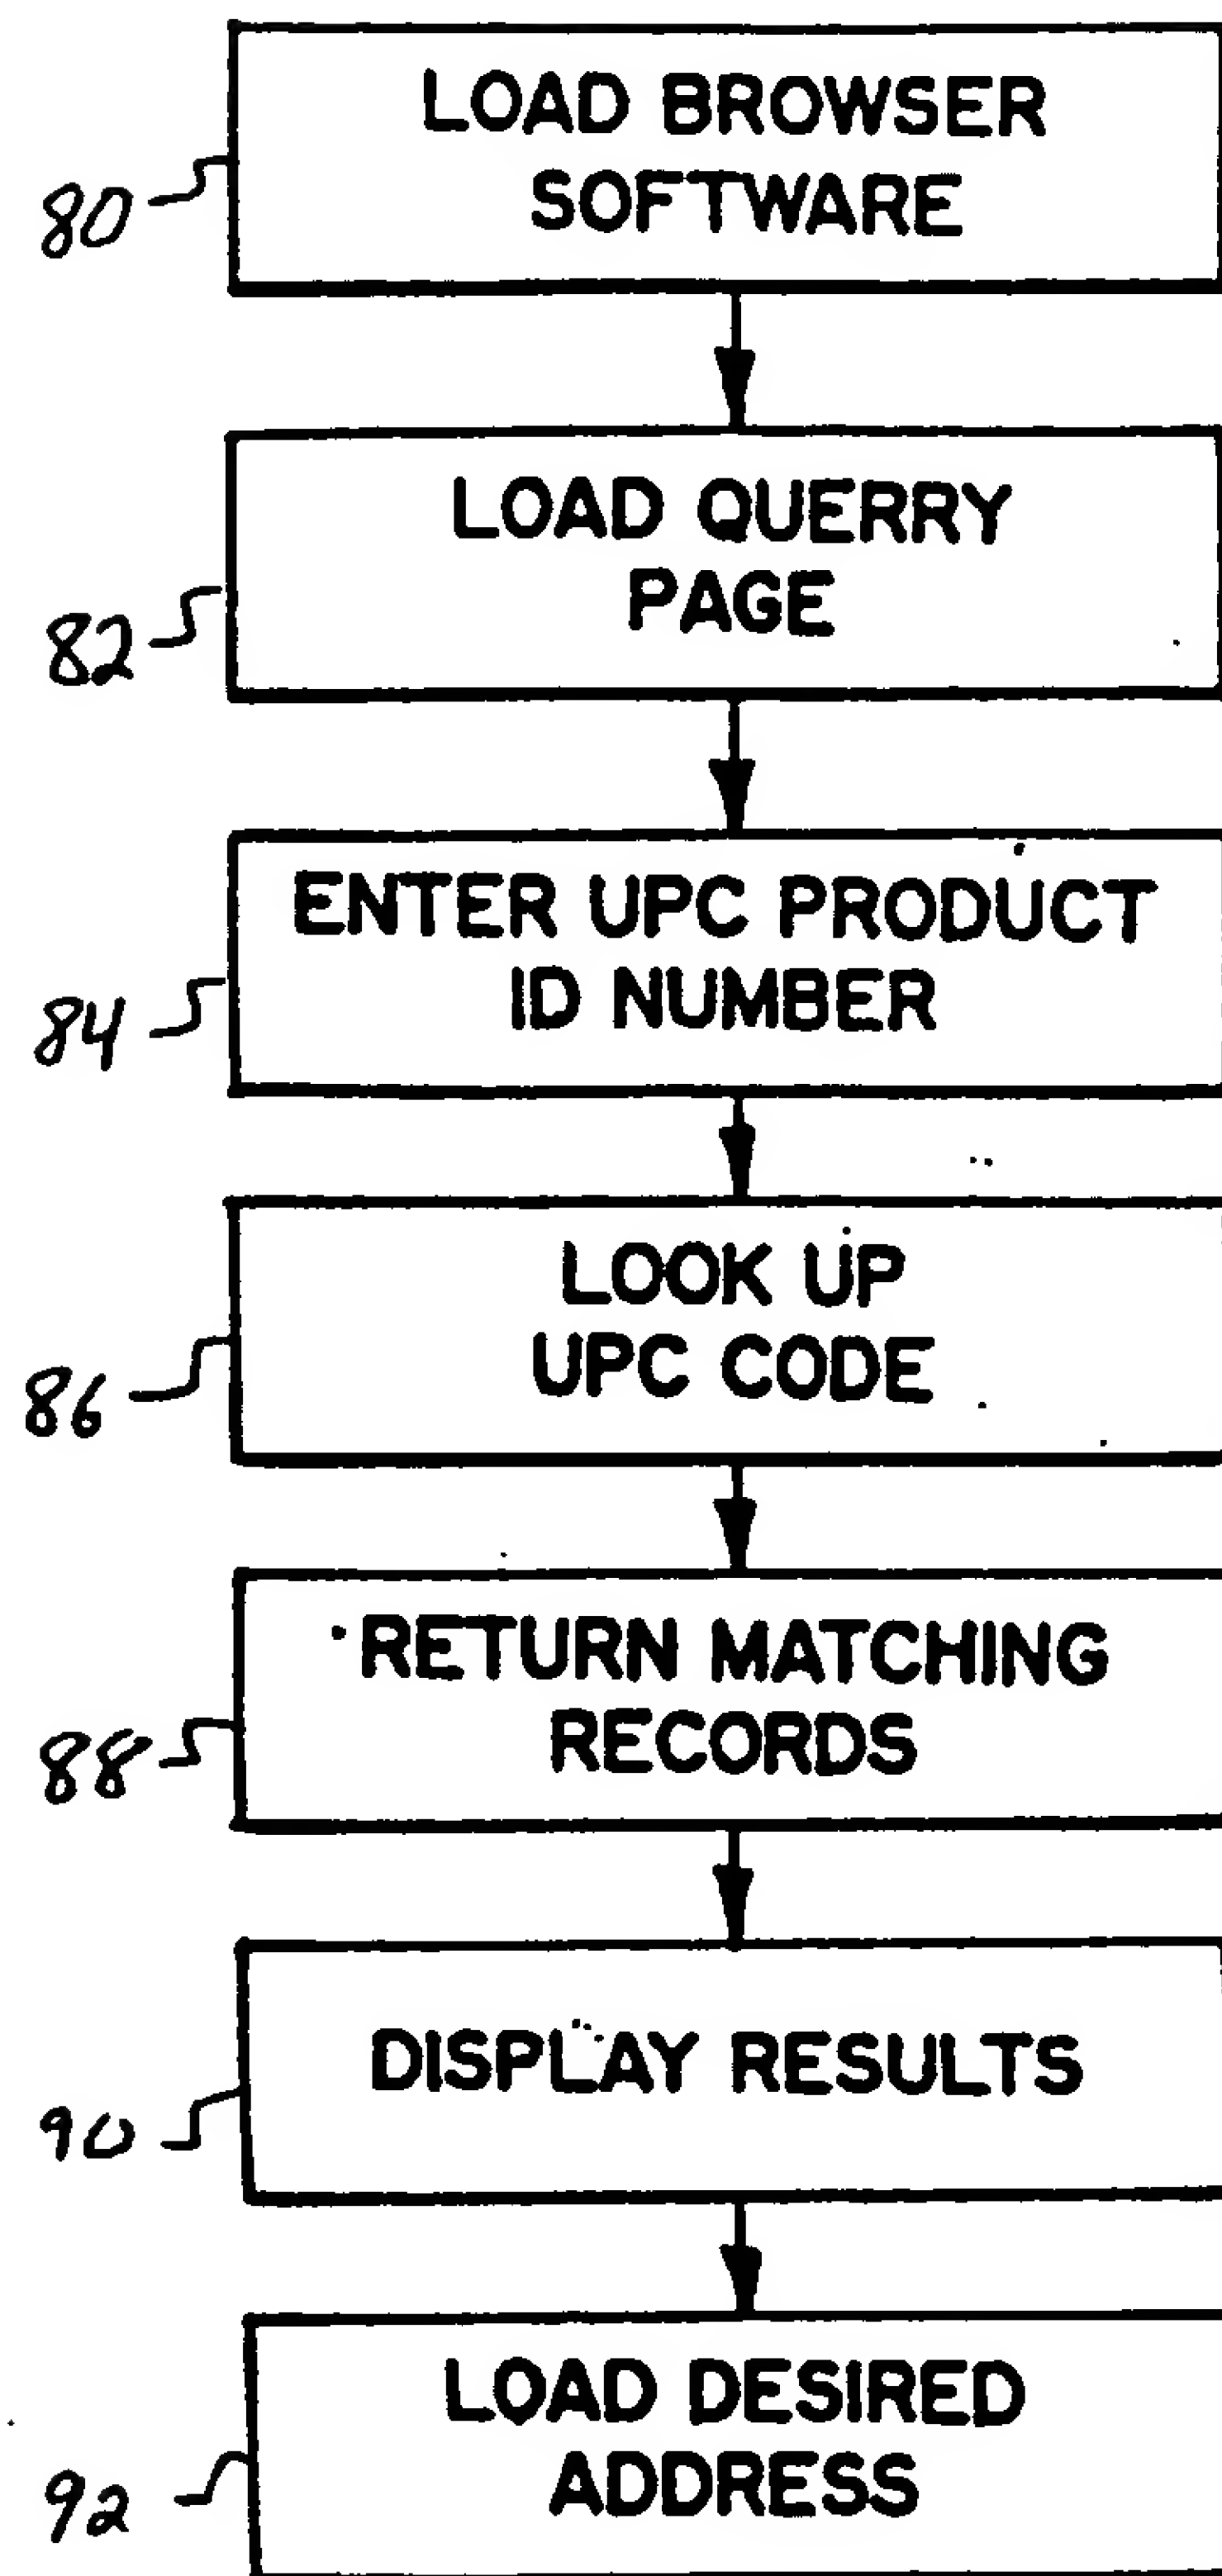 LOAD BROWSER
SOFTWARE
80
LOAD QUERRY
PAGE
82
ENTER UPC PRODUCT
ID NUMBER
84
LOOK UP
UPC CODE
86
RETURN MATCHING
RECORDS
88
DISPLAY RESULTS
90
LOAD DESIRED
ADDRESS
92